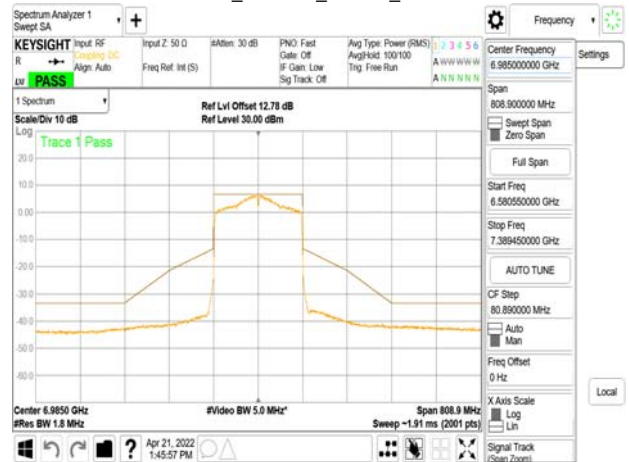 Spectrum Analyzer 1
Swept SA
Frequency
KEYSIGHT
R
LW PASS
Input: RF
Coupling: DC
Align: Auto
Input Z: 50 Ω
Freq Ref: Int (S)
#Atten: 30 dB
PNO: Fast
Gate: Off
IF Gain: Low
Sig Track: Off
Avg Type: Power (RMS)
Avg|Hold: 100/100
Trig: Free Run
1 2 3 4 5 6
A W W W W W
A N N N N N
1 Spectrum
Scale/Div 10 dB
Ref Lvl Offset 12.78 dB
Ref Level 30.00 dBm
Log
Trace 1 Pass
20.0
10.0
0.00
-10.0
-20.0
-30.0
-40.0
-50.0
-60.0
Center 6.9850 GHz
#Res BW 1.8 MHz
#Video BW 5.0 MHz*
Span 808.9 MHz
Sweep ~1.91 ms (2001 pts)
Apr 21, 2022
1:45:57 PM
Center Frequency
6.985000000 GHz
Settings
Span
808.900000 MHz
Swept Span
Zero Span
Full Span
Start Freq
6.580550000 GHz
Stop Freq
7.389450000 GHz
AUTO TUNE
CF Step
80.890000 MHz
Auto
Man
Freq Offset
0 Hz
X Axis Scale
Log
Lin
Local
Signal Track
(Span Zoom)